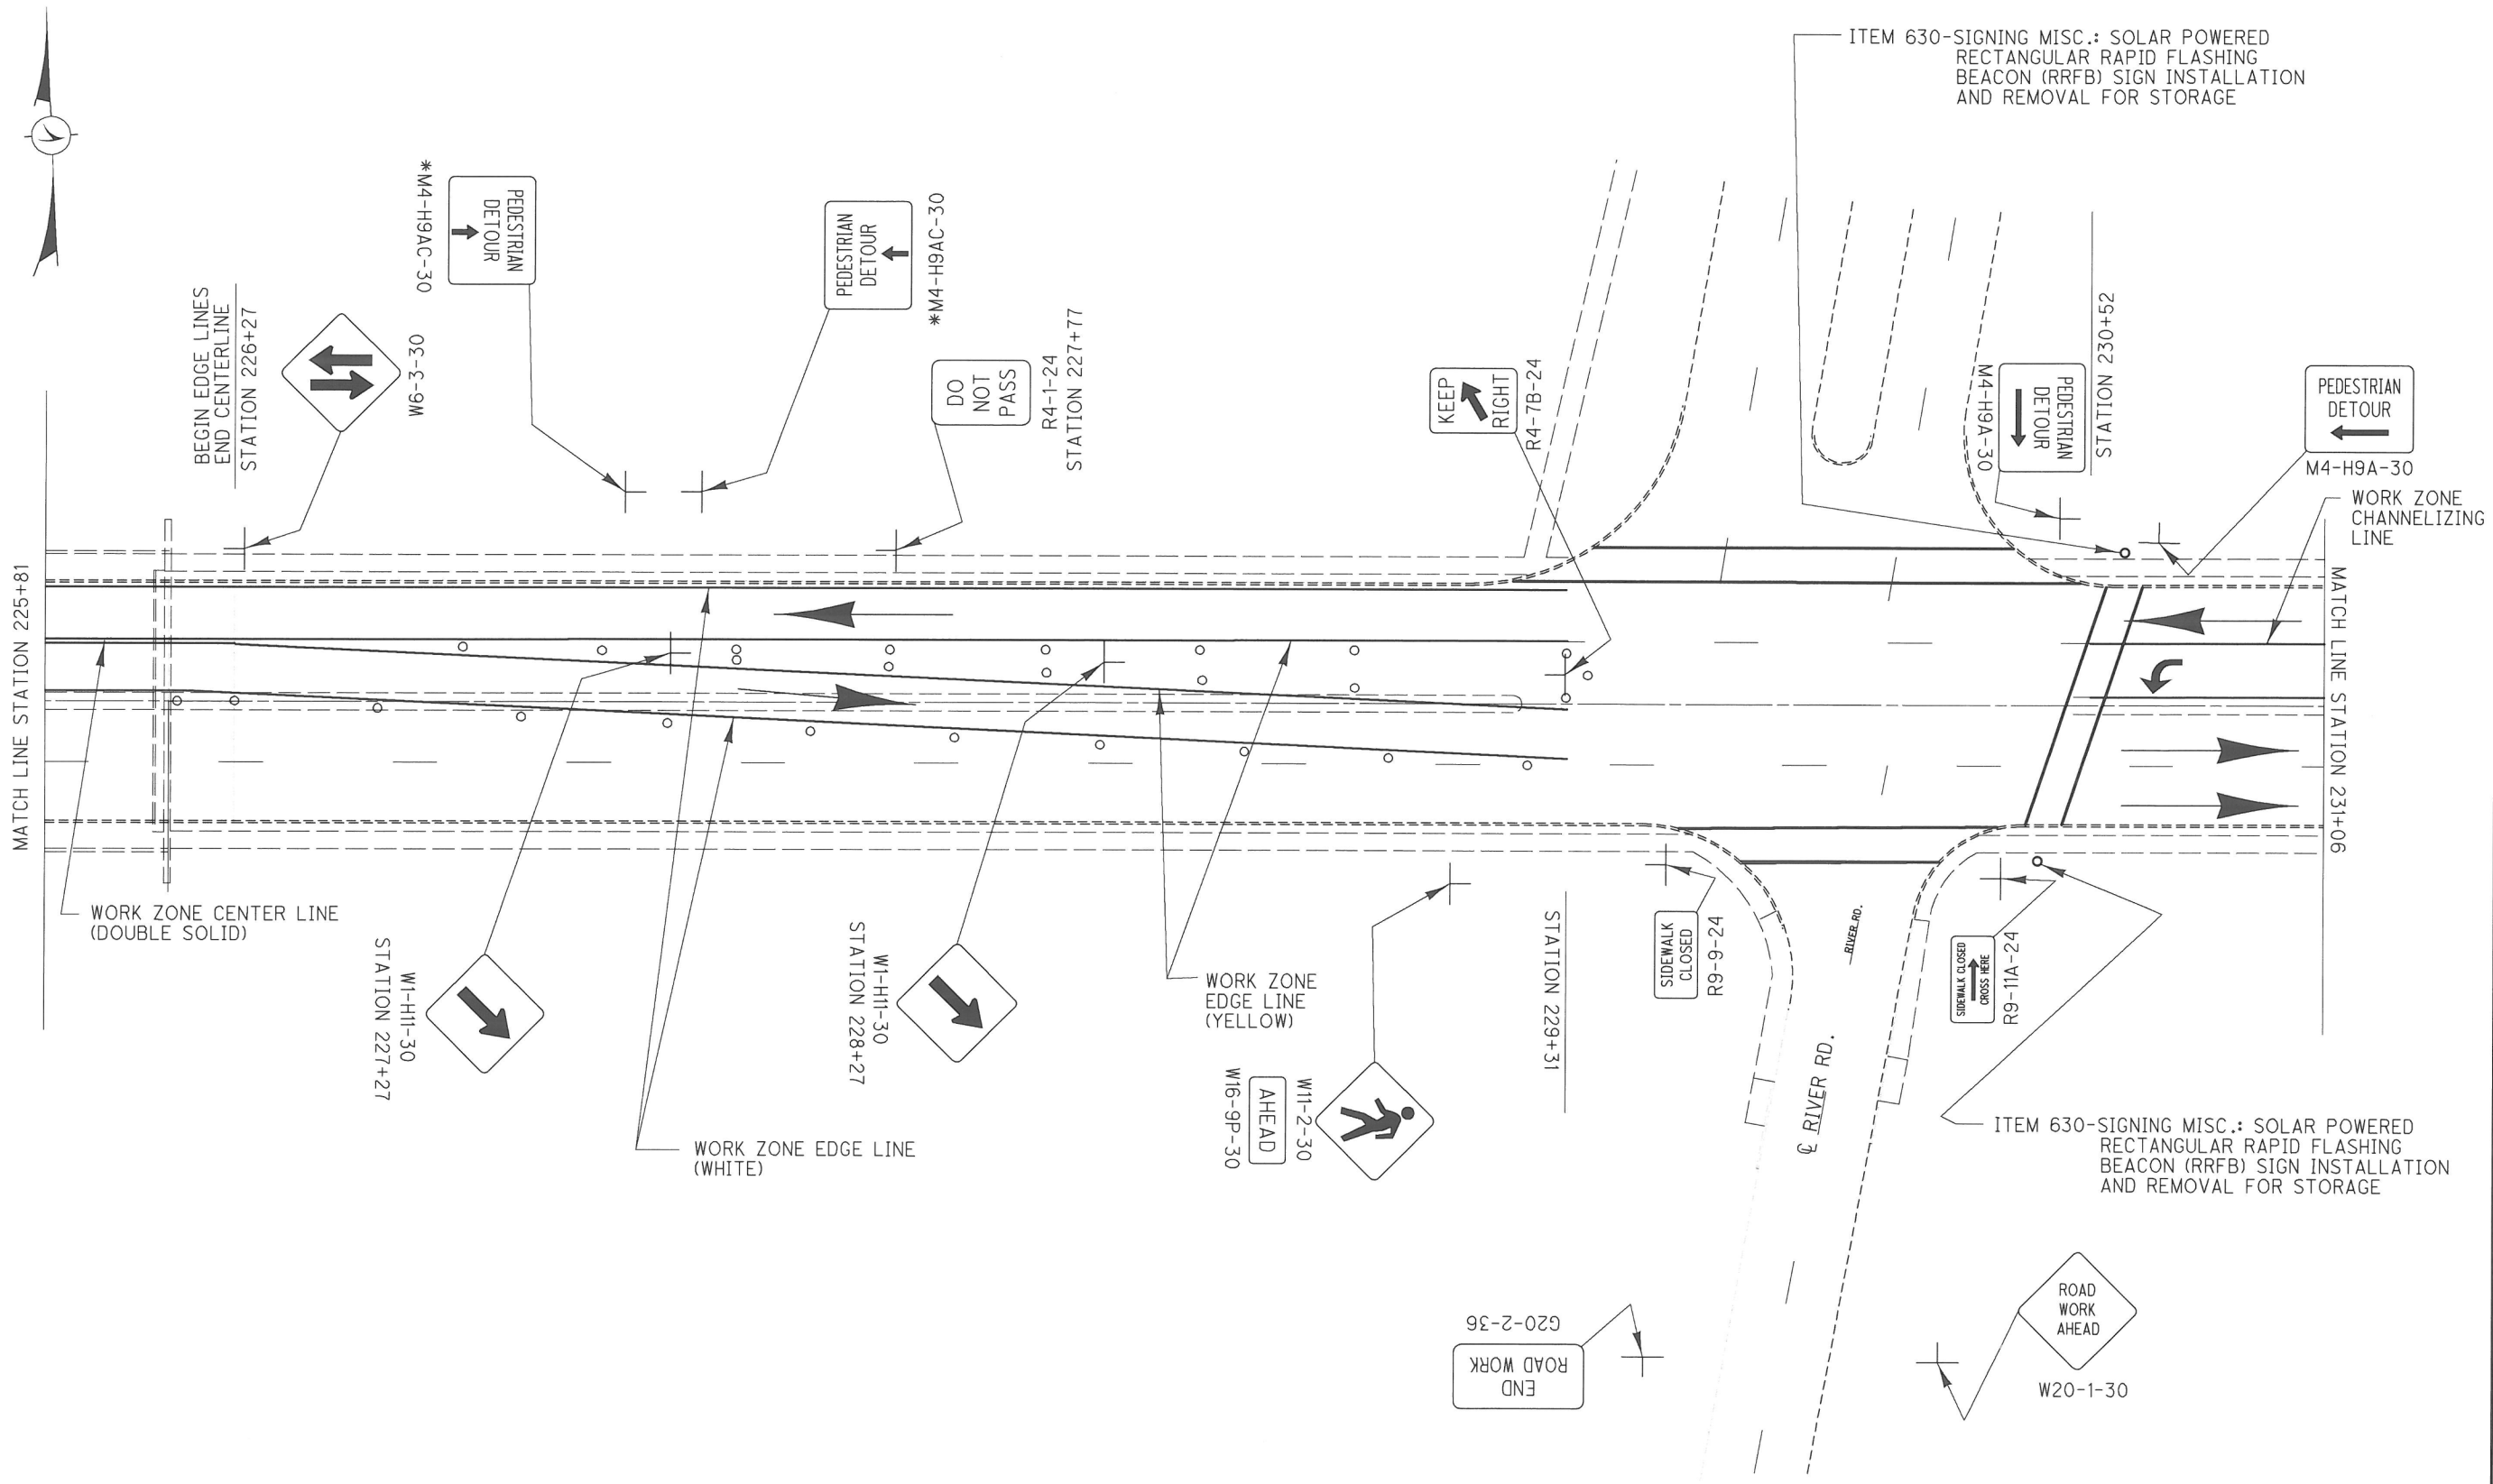 ITEM 630-SIGNING MISC.: SOLAR POWERED
RECTANGULAR RAPID FLASHING
BEACON (RRFB) SIGN INSTALLATION
AND REMOVAL FOR STORAGE
*M4-H9AC-30
PEDESTRIAN
DETOUR
PEDESTRIAN
DETOUR
*M4-H9AC-30
BEGIN EDGE LINES
END CENTERLINE
STATION 226+27
W6-3-30
DO
NOT
PASS
R4-1-24
STATION 227+77
KEEP
RIGHT
R4-7B-24
M4-H9A-30
PEDESTRIAN
DETOUR
STATION 230+52
PEDESTRIAN
DETOUR
M4-H9A-30
WORK ZONE
CHANNELIZING
LINE
MATCH LINE STATION 225+81
MATCH LINE STATION 231+06
WORK ZONE CENTER LINE
(DOUBLE SOLID)
W1-H11-30
STATION 227+27
W1-H11-30
STATION 228+27
WORK ZONE
EDGE LINE
(YELLOW)
WORK ZONE EDGE LINE
(WHITE)
W11-2-30
AHEAD
W16-9P-30
STATION 229+31
SIDEWALK
CLOSED
R9-9-24
RIVER RD.
SIDEWALK CLOSED
CROSS HERE
R9-11A-24
℄ RIVER RD.
ITEM 630-SIGNING MISC.: SOLAR POWERED
RECTANGULAR RAPID FLASHING
BEACON (RRFB) SIGN INSTALLATION
AND REMOVAL FOR STORAGE
G20-2-36
END
ROAD WORK
ROAD
WORK
AHEAD
W20-1-30